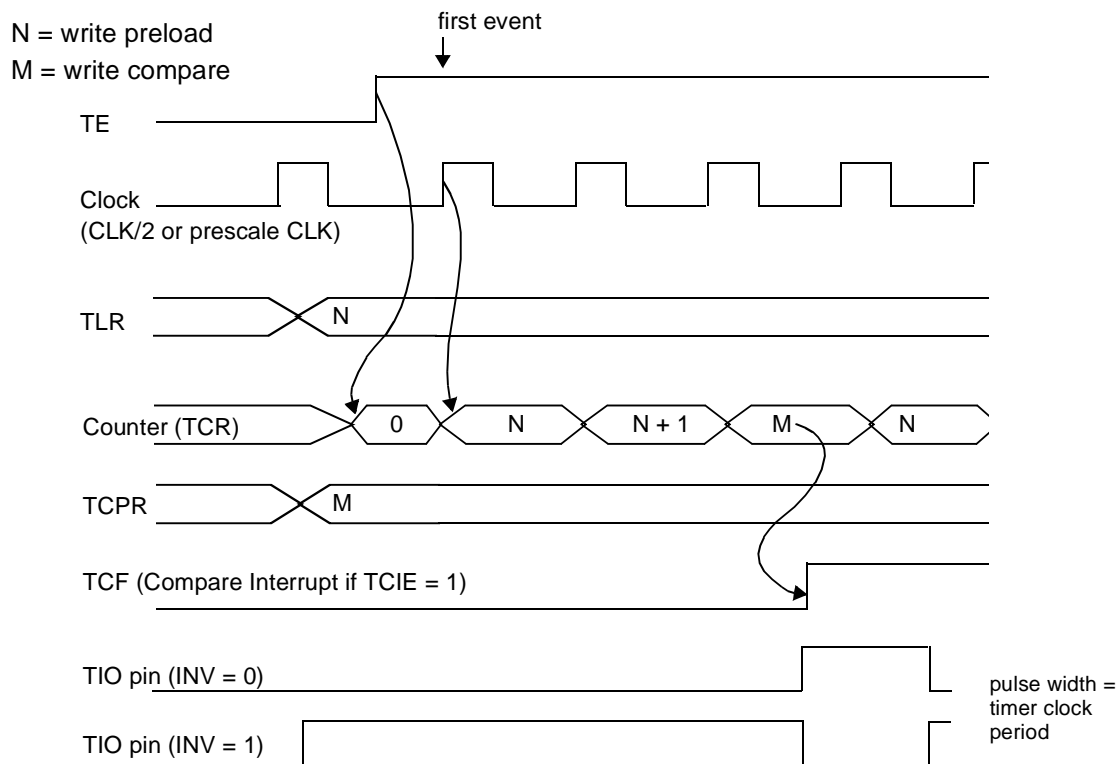 first event
N = write preload
M = write compare
TE
Clock
(CLK/2 or prescale CLK)
TLR
N
Counter (TCR)
0
N
N + 1
M
N
TCPR
M
TCF (Compare Interrupt if TCIE = 1)
TIO pin (INV = 0)
pulse width =
timer clock
period
TIO pin (INV = 1)